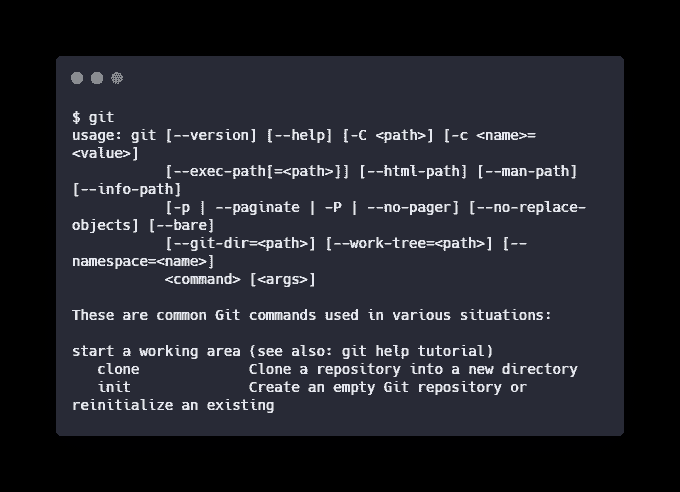 $ git
usage: git [--version] [--help] [-C <path>] [-c <name>=
<value>]
           [--exec-path[=<path>]] [--html-path] [--man-path]
[--info-path]
           [-p | --paginate | -P | --no-pager] [--no-replace-
objects] [--bare]
           [--git-dir=<path>] [--work-tree=<path>] [--
namespace=<name>]
           <command> [<args>]

These are common Git commands used in various situations:

start a working area (see also: git help tutorial)
   clone             Clone a repository into a new directory
   init              Create an empty Git repository or
reinitialize an existing